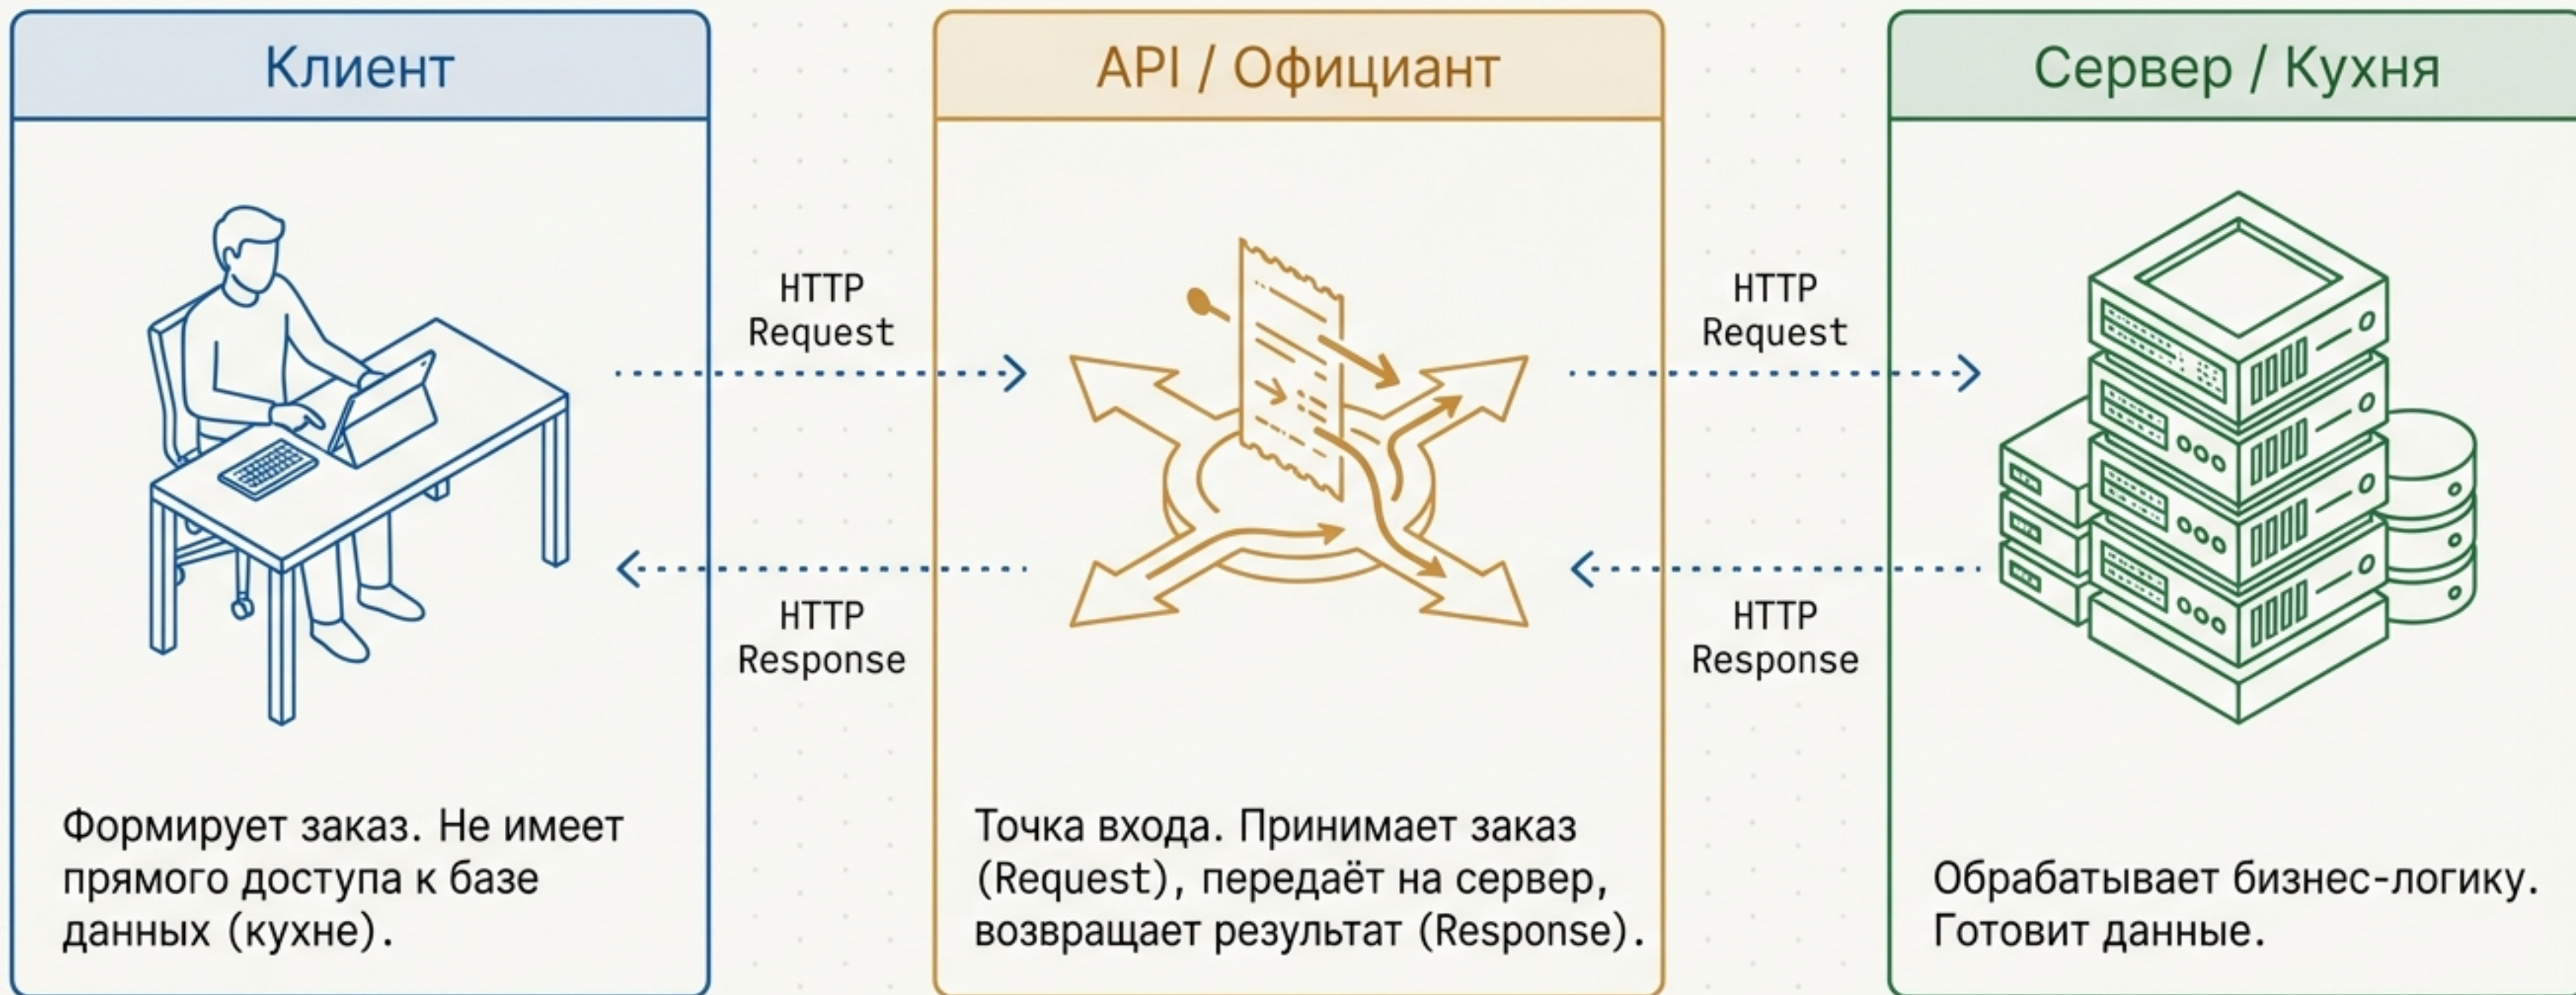 Клиент
API / Официант
Сервер / Кухня
HTTP
Request
HTTP
Request
HTTP
Response
HTTP
Response
Формирует заказ. Не имеет
прямого доступа к базе
данных (кухне).
Точка входа. Принимает заказ
(Request), передаёт на сервер,
возвращает результат (Response).
Обрабатывает бизнес-логику.
Готовит данные.